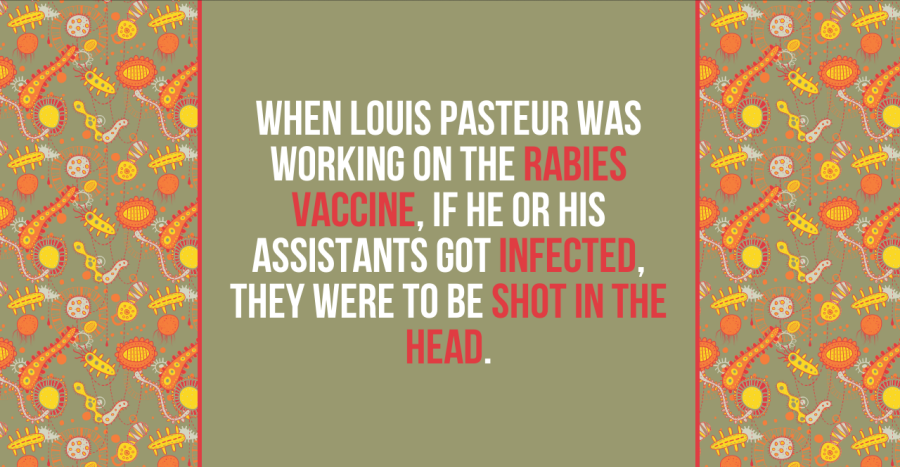 WHEN LOUIS PASTEUR WAS
WORKING ON THE RABIES
VACCINE, IF HE OR HIS
ASSISTANTS GOT INFECTED,
THEY WERE TO BE SHOT IN THE
HEAD.